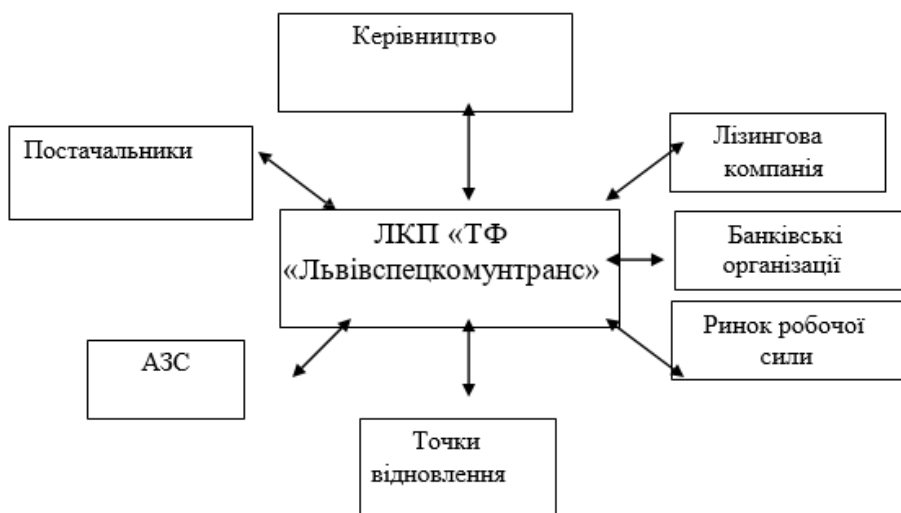 Керівництво
Постачальники
Лізингова
компанія
ЛКП «ТФ
«Львівспецкомунтранс»
Банківські
організації
Ринок робочої
сили
АЗС
Точки
відновлення